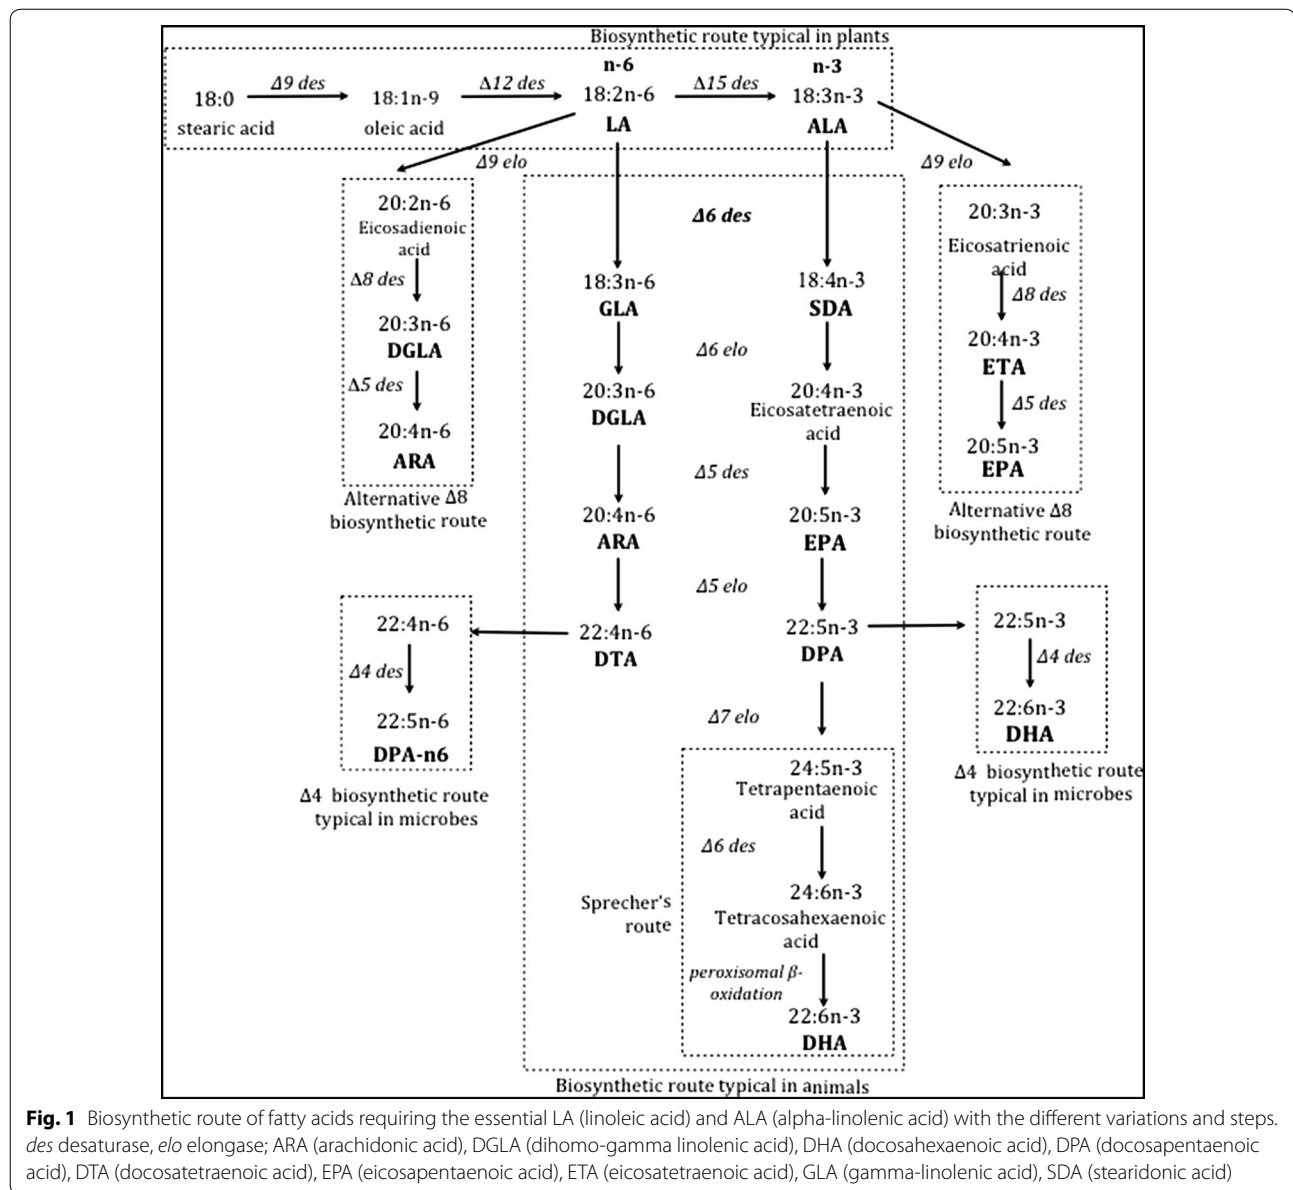 Biosynthetic route typical in plants
n-6
n-3
18:0
Δ9 des
18:1n-9
Δ12 des
18:2n-6
Δ15 des
18:3n-3
stearic acid
oleic acid
LA
ALA
Δ9 elo
Δ9 elo
20:2n-6
Eicosadienoic
acid
Δ8 des
20:3n-6
DGLA
Δ5 des
20:4n-6
ARA
Alternative Δ8
biosynthetic route
Δ6 des
18:3n-6
GLA
18:4n-3
SDA
Δ6 elo
20:3n-6
DGLA
20:4n-3
Eicosatetraenoic
acid
Δ5 des
20:4n-6
ARA
20:5n-3
EPA
Δ5 elo
22:4n-6
DTA
22:5n-3
DPA
20:3n-3
Eicosatrienoic
acid
Δ8 des
20:4n-3
ETA
Δ5 des
20:5n-3
EPA
Alternative Δ8
biosynthetic route
22:4n-6
Δ4 des
22:5n-6
DPA-n6
Δ4 biosynthetic route
typical in microbes
22:5n-3
Δ4 des
22:6n-3
DHA
Δ4 biosynthetic route
typical in microbes
Δ7 elo
24:5n-3
Tetrapentaenoic
acid
Δ6 des
Sprecher's
route
24:6n-3
Tetracosahexaenoic
acid
peroxisomal β-
oxidation
22:6n-3
DHA
Biosynthetic route typical in animals
Fig. 1 Biosynthetic route of fatty acids requiring the essential LA (linoleic acid) and ALA (alpha-linolenic acid) with the different variations and steps.
des desaturase, elo elongase; ARA (arachidonic acid), DGLA (dihomo-gamma linolenic acid), DHA (docosahexaenoic acid), DPA (docosapentaenoic
acid), DTA (docosatetraenoic acid), EPA (eicosapentaenoic acid), ETA (eicosatetraenoic acid), GLA (gamma-linolenic acid), SDA (stearidonic acid)